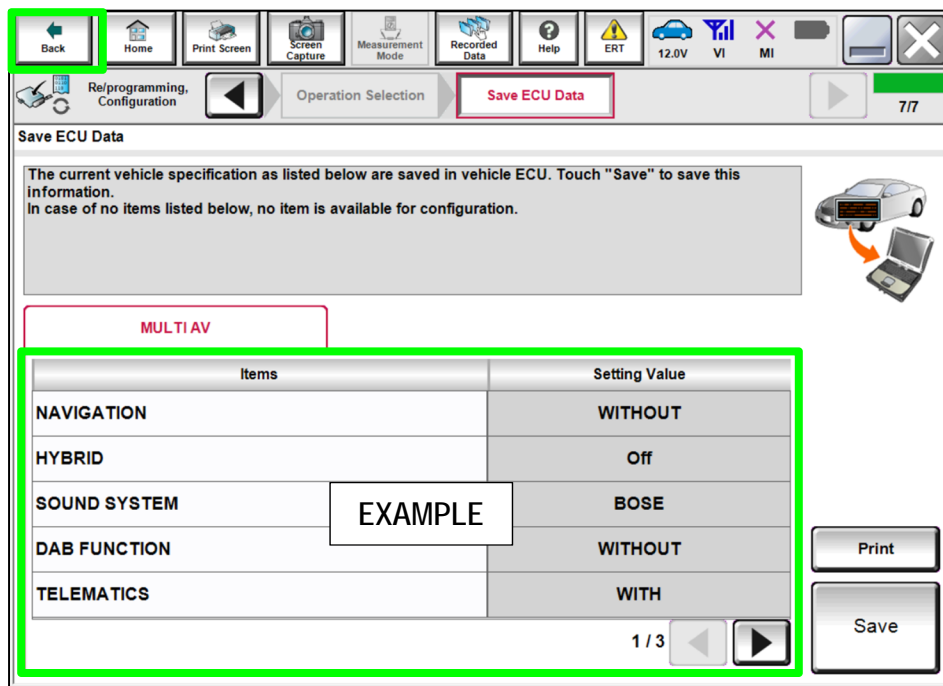 Back
Home
Print Screen
Screen
Capture
Measurement
Mode
Recorded
Data
Help
ERT
12.0V
VI
MI
Re/programming,
Configuration
Operation Selection
Save ECU Data
7/7
Save ECU Data
The current vehicle specification as listed below are saved in vehicle ECU. Touch "Save" to save this
information.
In case of no items listed below, no item is available for configuration.
MULTI AV
Items Setting Value
NAVIGATION WITHOUT
HYBRID Off
SOUND SYSTEM BOSE
EXAMPLE
DAB FUNCTION WITHOUT
TELEMATICS WITH
1 / 3
Print
Save